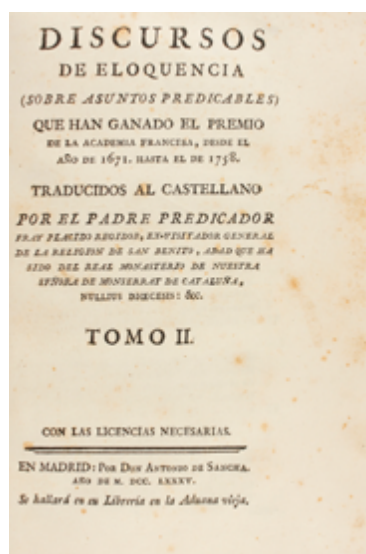 DISCURSOS
DE ELOQUENCIA
(SOBRE ASUNTOS PREDICABLES)
QUE HAN GANADO EL PREMIO
DE LA ACADEMIA FRANCESA, DESDE EL
AÑO DE 1671. HASTA EL DE 1758.
TRADUCIDOS AL CASTELLANO
POR EL PADRE PREDICADOR
FRAY PLACIDO REGIDOR, EX-VISITADOR GENERAL
DE LA RELIGION DE SAN BENITO, ABAD QUE HA
SIDO DEL REAL MONASTERIO DE NUESTRA
SEÑORA DE MONSERRAT DE CATALUÑA,
NULLIUS DIŒCESIS: &c.
TOMO II.
CON LAS LICENCIAS NECESARIAS.
EN MADRID: POR DON ANTONIO DE SANCHA.
AÑO DE M. DCC. LXXXV.
Se hallará en su Librería en la Aduana vieja.